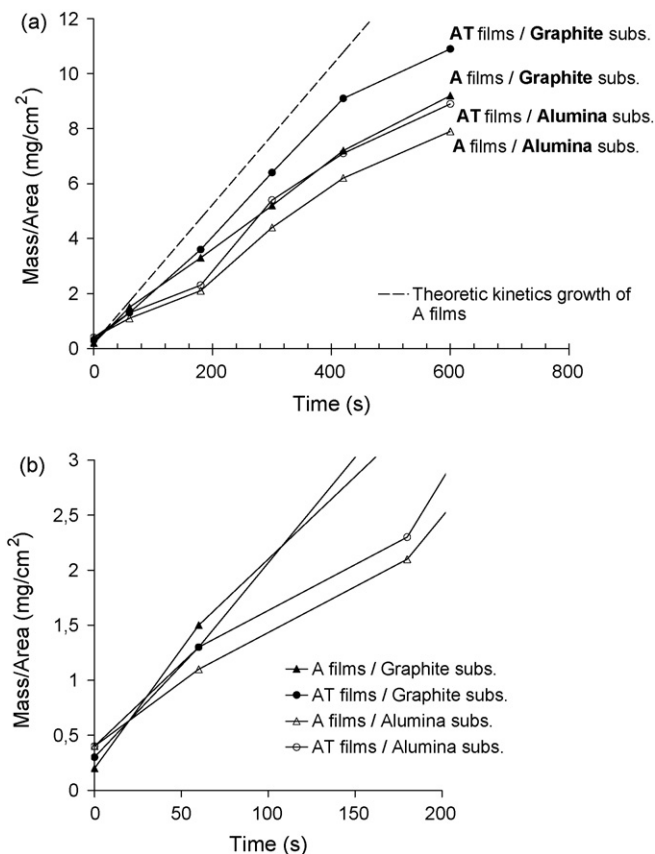 (a)
12
10
8
6
4
2
0
Mass/Area (mg/cm²)
AT films / Graphite subs.
A films / Graphite subs.
AT films / Alumina subs.
A films / Alumina subs.
Theoretic kinetics growth of
A films
0 200 400 600 800
Time (s)
(b)
3
2,5
2
1,5
1
0,5
0
Mass/Area (mg/cm²)
A films / Graphite subs.
AT films / Graphite subs.
A films / Alumina subs.
AT films / Alumina subs.
0 50 100 150 200
Time (s)